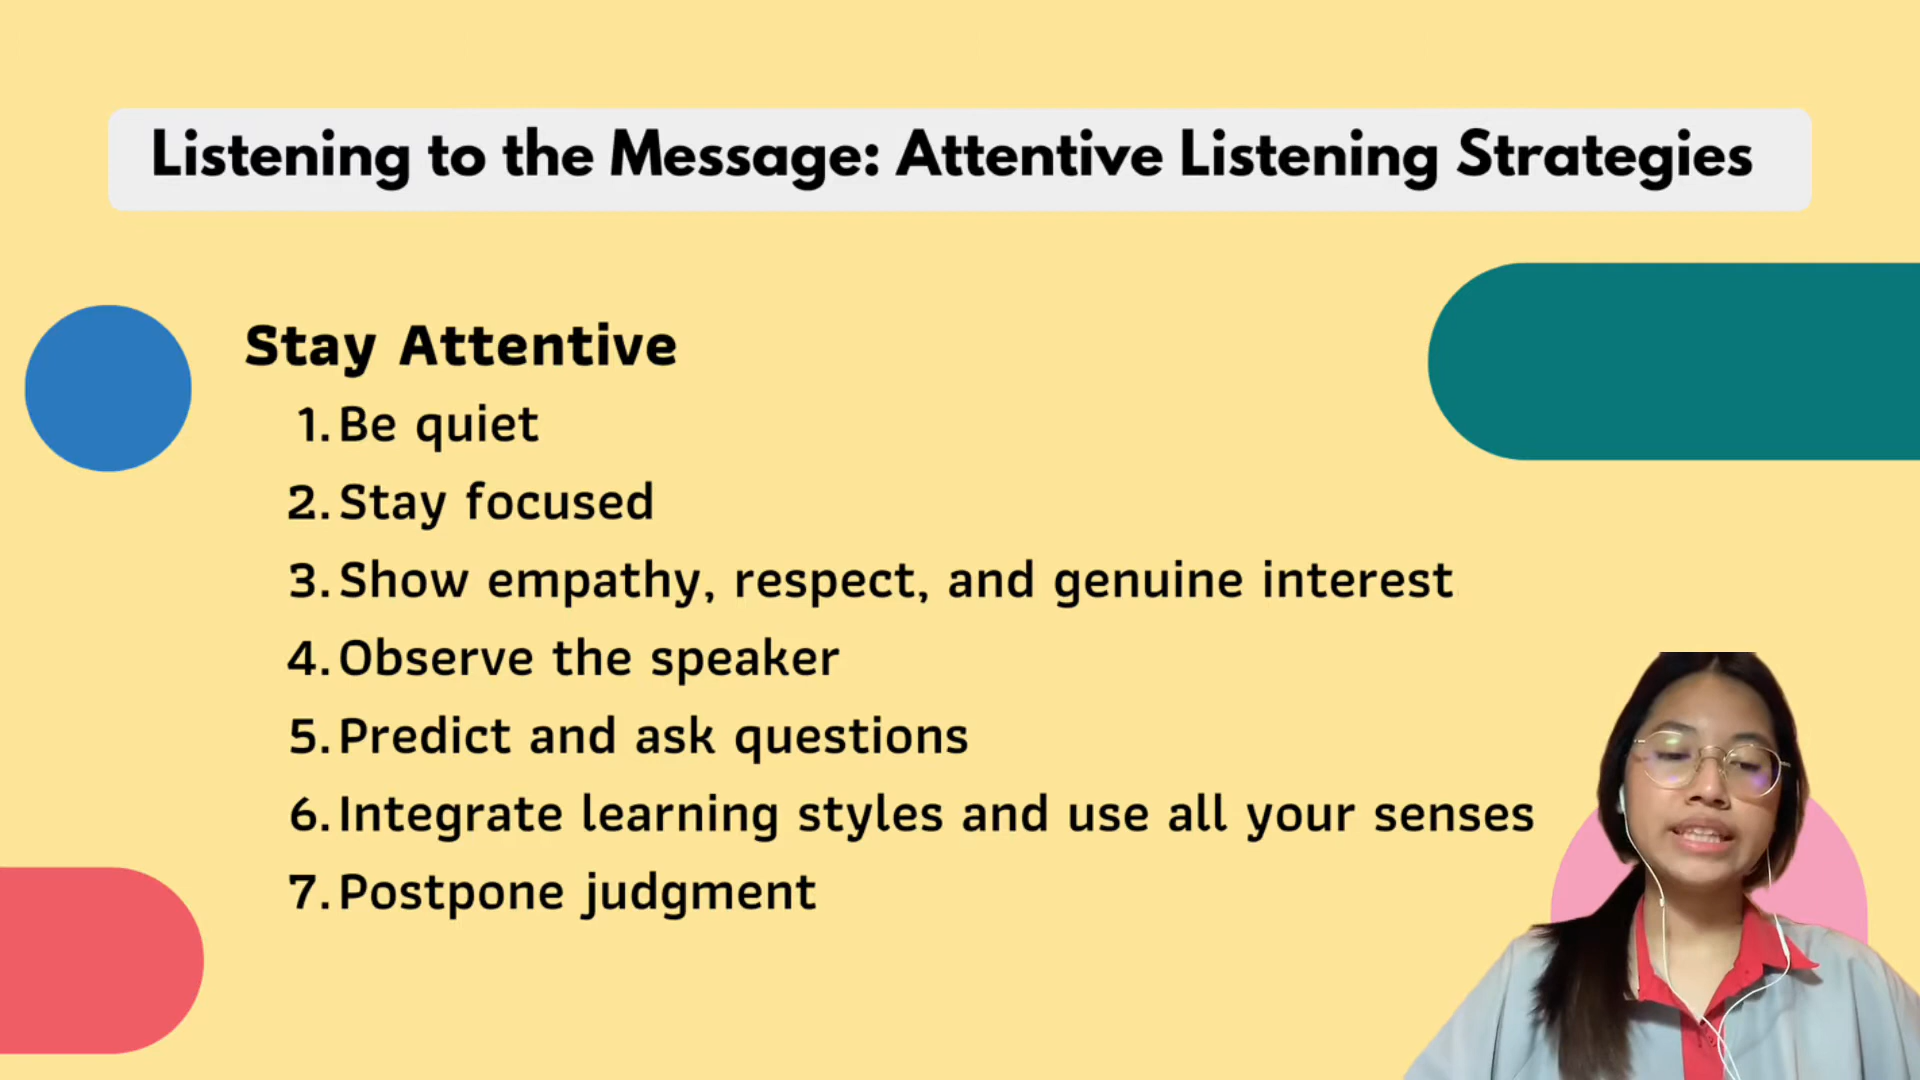 Listening to the Message: Attentive Listening Strategies
Stay Attentive
1. Be quiet
2. Stay focused
3. Show empathy, respect, and genuine interest
4. Observe the speaker
5. Predict and ask questions
6. Integrate learning styles and use all your senses
7. Postpone judgment